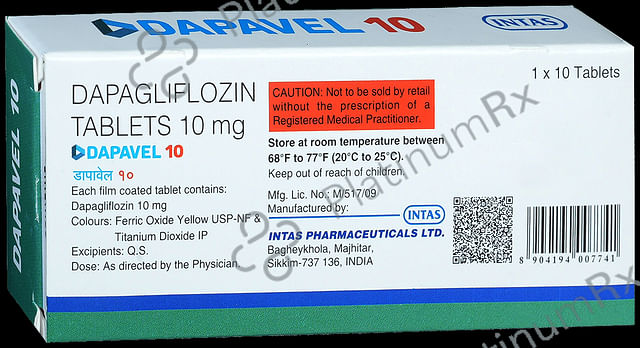 DAPAVEL 10
INTAS
1 x 10 Tablets
DAPAGLIFLOZIN
TABLETS 10 mg
DAPAVEL 10
डापावेल १०
Each film coated tablet contains:
Dapagliflozin 10 mg
Colours: Ferric Oxide Yellow USP-NF &
Titanium Dioxide IP
Excipients: Q.S.
Dose: As directed by the Physician.
CAUTION: Not to be sold by retail
without the prescription of a
Registered Medical Practitioner.
Store at room temperature between
68°F to 77°F (20°C to 25°C).
Keep out of reach of children.
Mfg. Lic. No.: M/517/09
Manufactured by:
INTAS
INTAS PHARMACEUTICALS LTD.
Bagheykhola, Majhitar,
Sikkim-737 136, INDIA
8 904194 007741
DAPAVEL 10
PlatinumRx
PlatinumRx